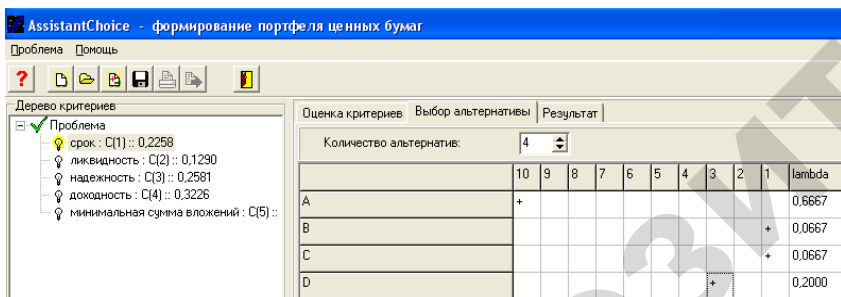 AssistantChoice - формирование портфеля ценных бумаг
Проблема Помощь
?
Дерево критериев
Проблема
срок : C(1) :: 0,2258
ликвидность : C(2) :: 0,1290
надежность : C(3) :: 0,2581
доходность : C(4) :: 0,3226
минимальная сумма вложений : C(5) ::
Оценка критериев Выбор альтернативы Результат
Количество альтернатив: 4
10 9 8 7 6 5 4 3 2 1 lambda
A + 0,6667
B + 0,0667
C + 0,0667
D + 0,2000